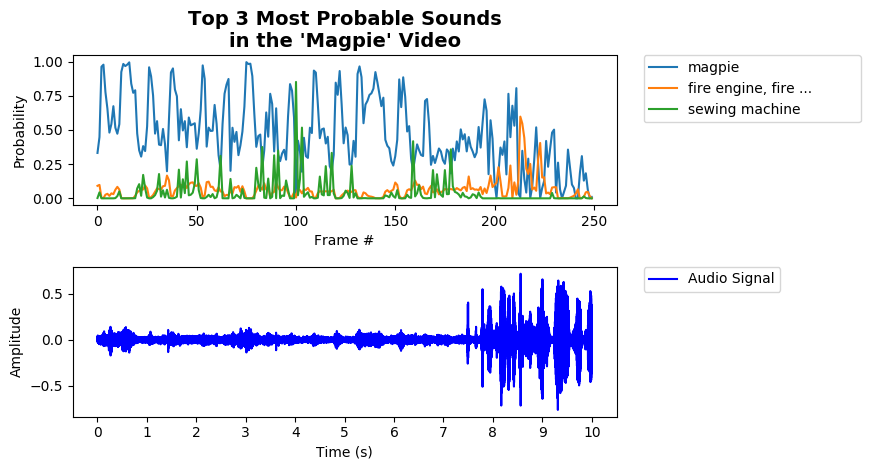 Top 3 Most Probable Sounds
in the 'Magpie' Video
1.00
0.75
0.50
0.25
0.00
Probability
0 50 100 150 200 250
Frame #
magpie
fire engine, fire ...
sewing machine
0.5
0.0
−0.5
Amplitude
0 1 2 3 4 5 6 7 8 9 10
Time (s)
Audio Signal